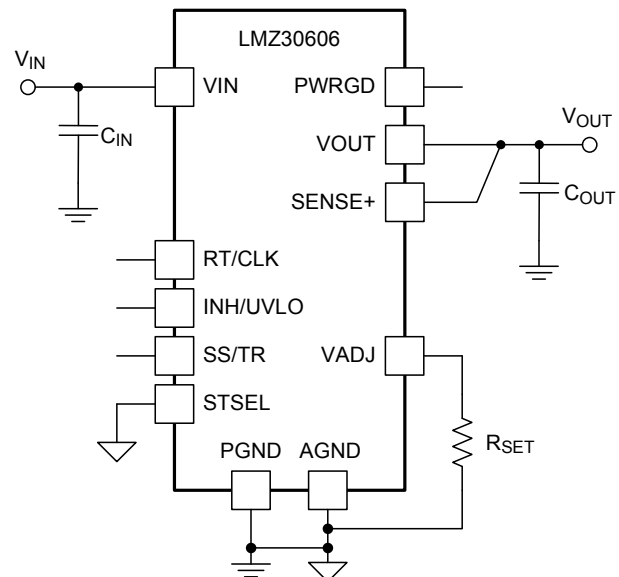 LMZ30606
VIN
VIN
PWRGD
CIN
VOUT
VOUT
SENSE+
COUT
RT/CLK
INH/UVLO
SS/TR
VADJ
STSEL
RSET
PGND
AGND